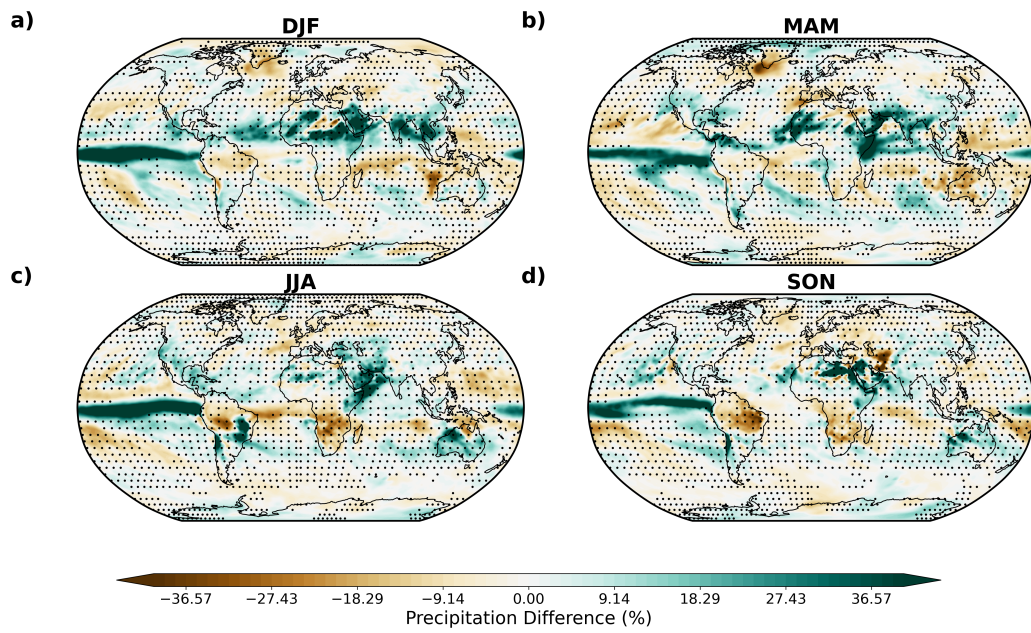 a)
DJF
b)
MAM
c)
JJA
d)
SON
−36.57 −27.43 −18.29 −9.14 0.00 9.14 18.29 27.43 36.57
Precipitation Difference (%)